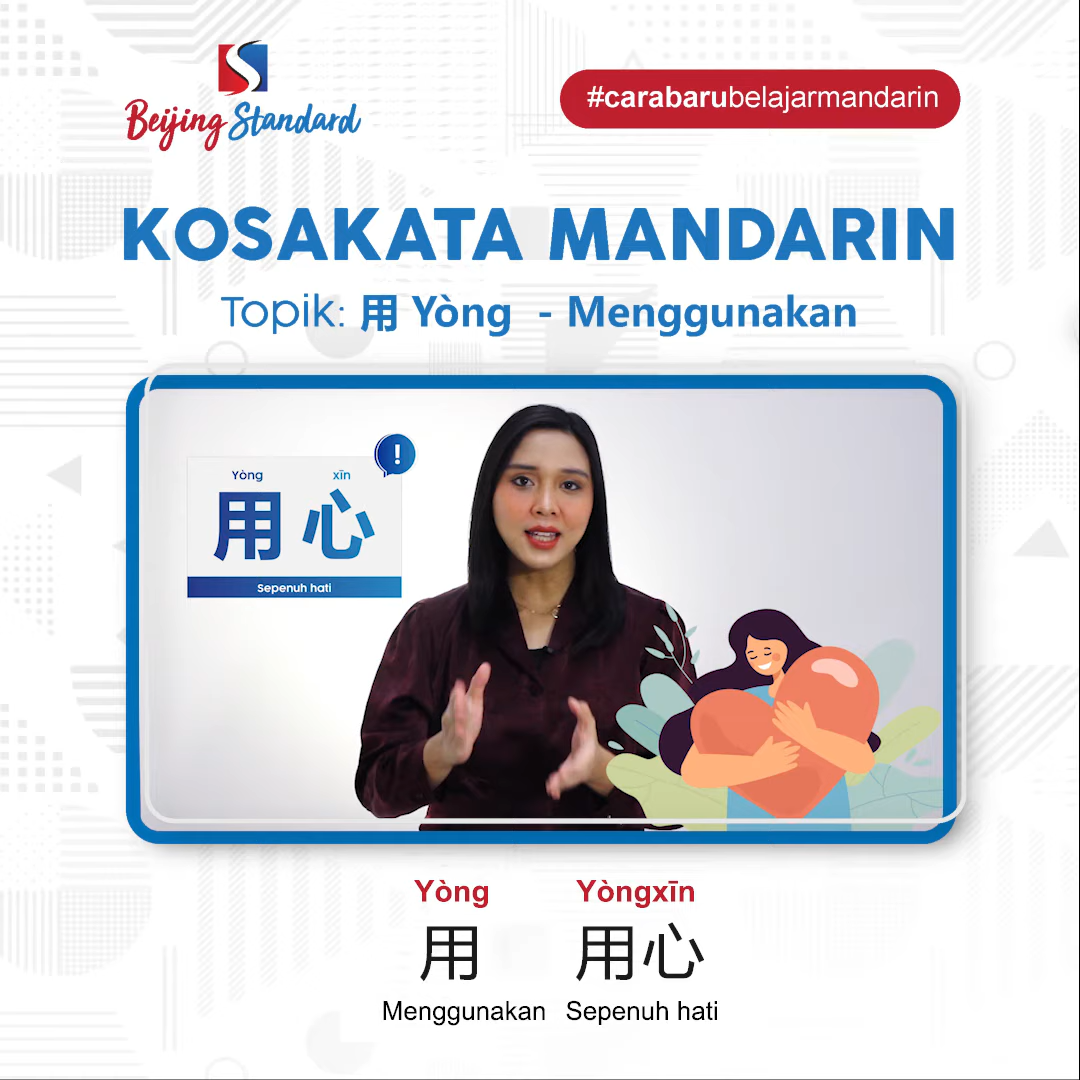 Beijing Standard
#carabarubelajarmandarin
KOSAKATA MANDARIN
Topik: 用 Yòng - Menggunakan
!
Yòng xīn
用 心
Sepenuh hati
Yòng Yòngxīn
用 用心
Menggunakan Sepenuh hati